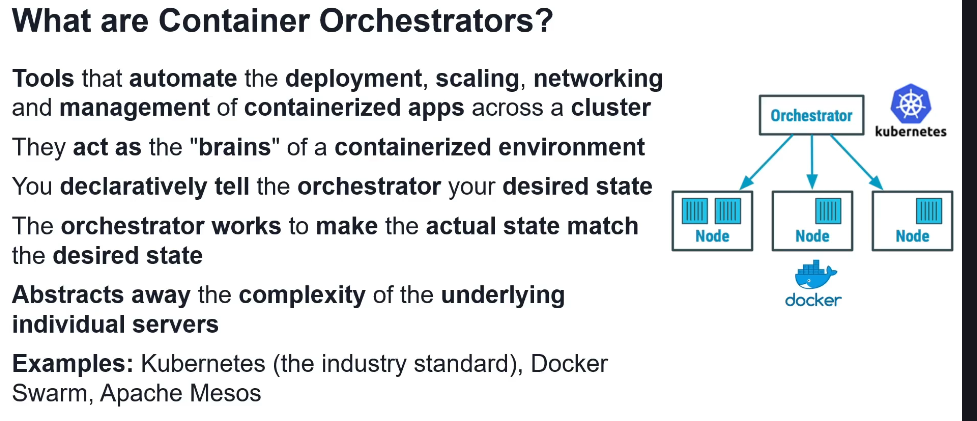 What are Container Orchestrators?
Tools that automate the deployment, scaling, networking
and management of containerized apps across a cluster
They act as the "brains" of a containerized environment
You declaratively tell the orchestrator your desired state
The orchestrator works to make the actual state match
the desired state
Abstracts away the complexity of the underlying
individual servers
Examples: Kubernetes (the industry standard), Docker
Swarm, Apache Mesos
Orchestrator
kubernetes
Node
Node
Node
docker